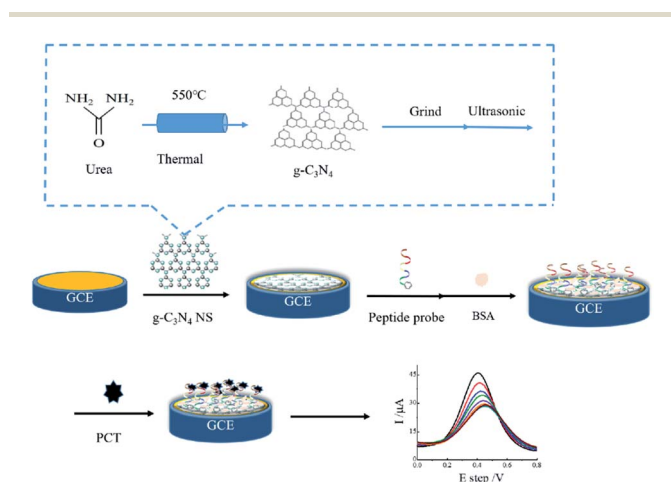 550℃
NH₂ NH₂
Grind Ultrasonic
O
Thermal
Urea
g-C₃N₄
GCE
GCE
GCE
g-C₃N₄ NS
Peptide probe
BSA
PCT
GCE
I /μA
45
30
15
0
0.0 0.2 0.4 0.6 0.8
E step /V